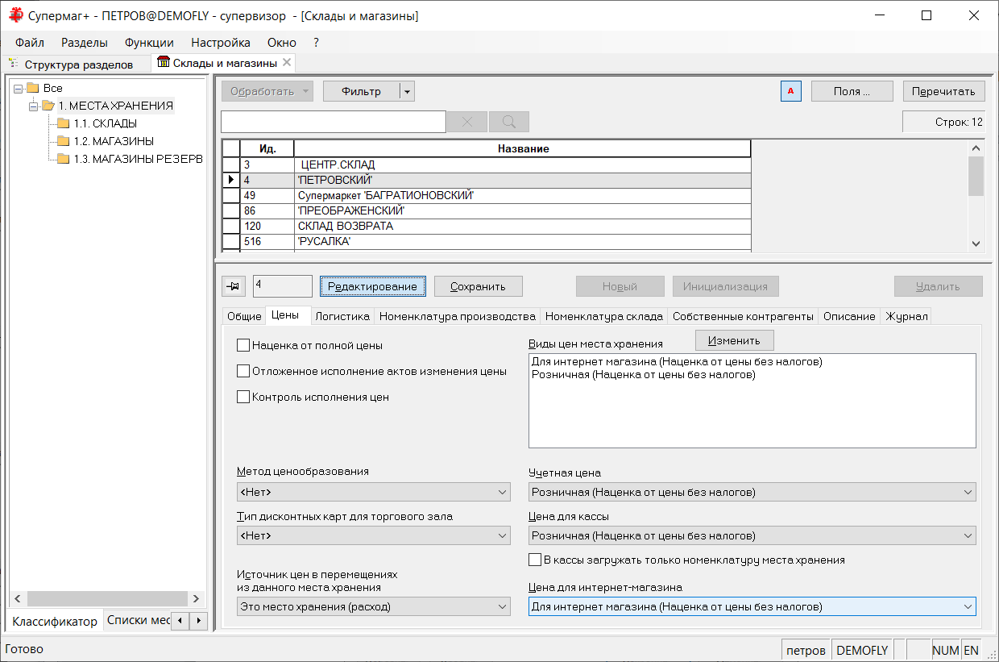 Супермаг+ - ПЕТРОВ@DEMOFLY - супервизор - [Склады и магазины]
Файл Разделы Функции Настройка Окно ?
Структура разделов Склады и магазины
Все
1. МЕСТА ХРАНЕНИЯ
1.1. СКЛАДЫ
1.2. МАГАЗИНЫ
1.3. МАГАЗИНЫ РЕЗЕРВ
Классификатор Списки мес
Обработать Фильтр A Поля ... Перечитать
Строк: 12
Ид. Название
3 ЦЕНТР.СКЛАД
4 'ПЕТРОВСКИЙ'
49 Супермаркет 'БАГРАТИОНОВСКИЙ'
86 'ПРЕОБРАЖЕНСКИЙ'
120 СКЛАД ВОЗВРАТА
516 'РУСАЛКА'
4 Редактирование Сохранить Новый Инициализация Удалить
Общие Цены Логистика Номенклатура производства Номенклатура склада Собственные контрагенты Описание Журнал
Наценка от полной цены
Отложенное исполнение актов изменения цены
Контроль исполнения цен
Виды цен места хранения Изменить
Для интернет магазина (Наценка от цены без налогов)
Розничная (Наценка от цены без налогов)
Метод ценообразования
<Нет>
Тип дисконтных карт для торгового зала
<Нет>
Источник цен в перемещениях
из данного места хранения
Это место хранения (расход)
Учетная цена
Розничная (Наценка от цены без налогов)
Цена для кассы
Розничная (Наценка от цены без налогов)
В кассы загружать только номенклатуру места хранения
Цена для интернет-магазина
Для интернет магазина (Наценка от цены без налогов)
Готово петров DEMOFLY NUM EN